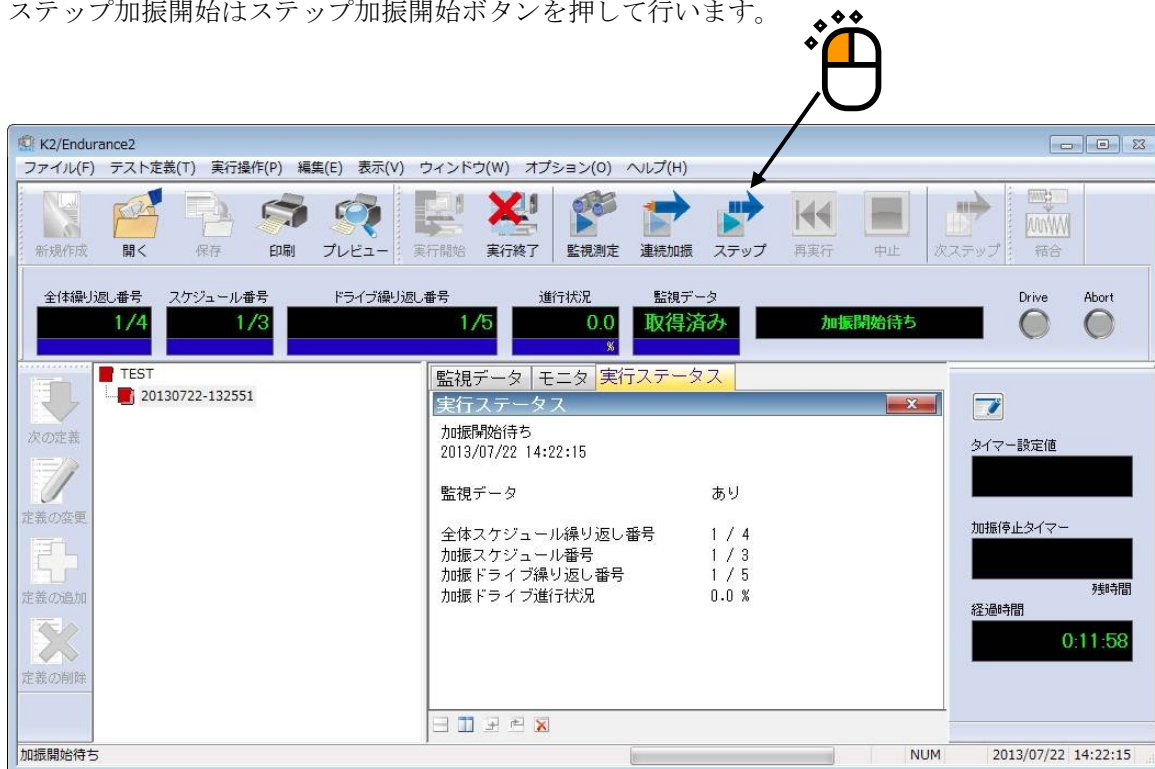 ステップ加振開始はステップ加振開始ボタンを押して行います。
K2/Endurance2
ファイル(F) テスト定義(T) 実行操作(P) 編集(E) 表示(V) ウィンドウ(W) オプション(O) ヘルプ(H)
新規作成 開く 保存 印刷 プレビュー 実行開始 実行終了 監視測定 連続加振 ステップ 再実行 中止 次ステップ 結合
全体繰り返し番号 スケジュール番号 ドライブ繰り返し番号 進行状況 監視データ Drive Abort
1/4 1/3 1/5 0.0 取得済み 加振開始待ち
%
TEST
20130722-132551
次の定義
定義の変更
定義の追加
定義の削除
監視データ モニタ 実行ステータス
実行ステータス
加振開始待ち
2013/07/22 14:22:15
監視データ あり
全体スケジュール繰り返し番号 1 / 4
加振スケジュール番号 1 / 3
加振ドライブ繰り返し番号 1 / 5
加振ドライブ進行状況 0.0 %
タイマー設定値
加振停止タイマー
残時間
経過時間
0:11:58
加振開始待ち NUM 2013/07/22 14:22:15